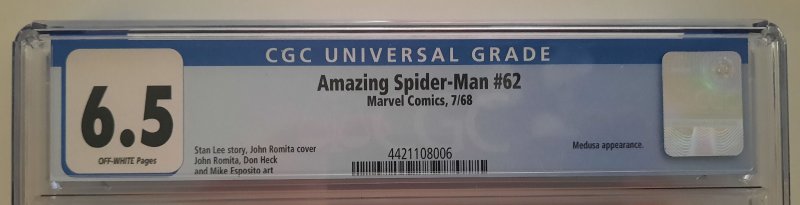 CGC UNIVERSAL GRADE
6.5
OFF-WHITE Pages
Amazing Spider-Man #62
Marvel Comics, 7/68
Stan Lee story, John Romita cover
John Romita, Don Heck
and Mike Esposito art
4421108006
Medusa appearance.